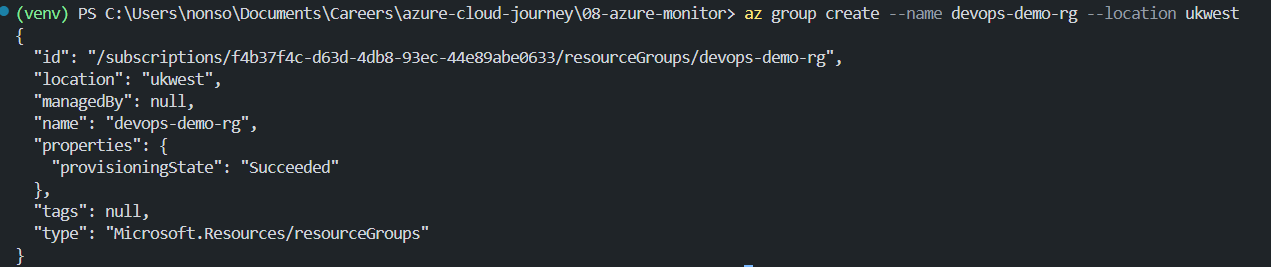 (venv) PS C:\Users\nonso\Documents\Careers\azure-cloud-journey\08-azure-monitor> az group create --name devops-demo-rg --location ukwest
{
  "id": "/subscriptions/f4b37f4c-d63d-4db8-93ec-44e89abe0633/resourceGroups/devops-demo-rg",
  "location": "ukwest",
  "managedBy": null,
  "name": "devops-demo-rg",
  "properties": {
    "provisioningState": "Succeeded"
  },
  "tags": null,
  "type": "Microsoft.Resources/resourceGroups"
}